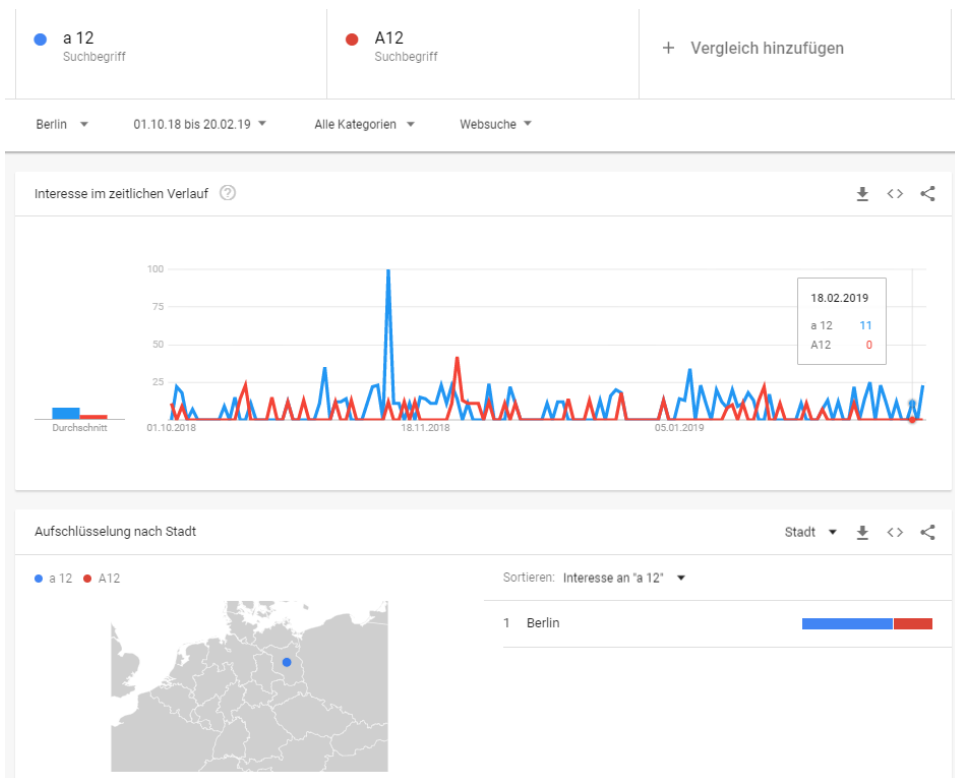 a 12
Suchbegriff
A12
Suchbegriff
+ Vergleich hinzufügen
Berlin
01.10.18 bis 20.02.19
Alle Kategorien
Websuche
Interesse im zeitlichen Verlauf ?
100
75
50
25
18.02.2019
a 12 11
A12 0
Durchschnitt
01.10.2018
18.11.2018
05.01.2019
Aufschlüsselung nach Stadt
Stadt
a 12 A12
Sortieren: Interesse an "a 12"
1 Berlin